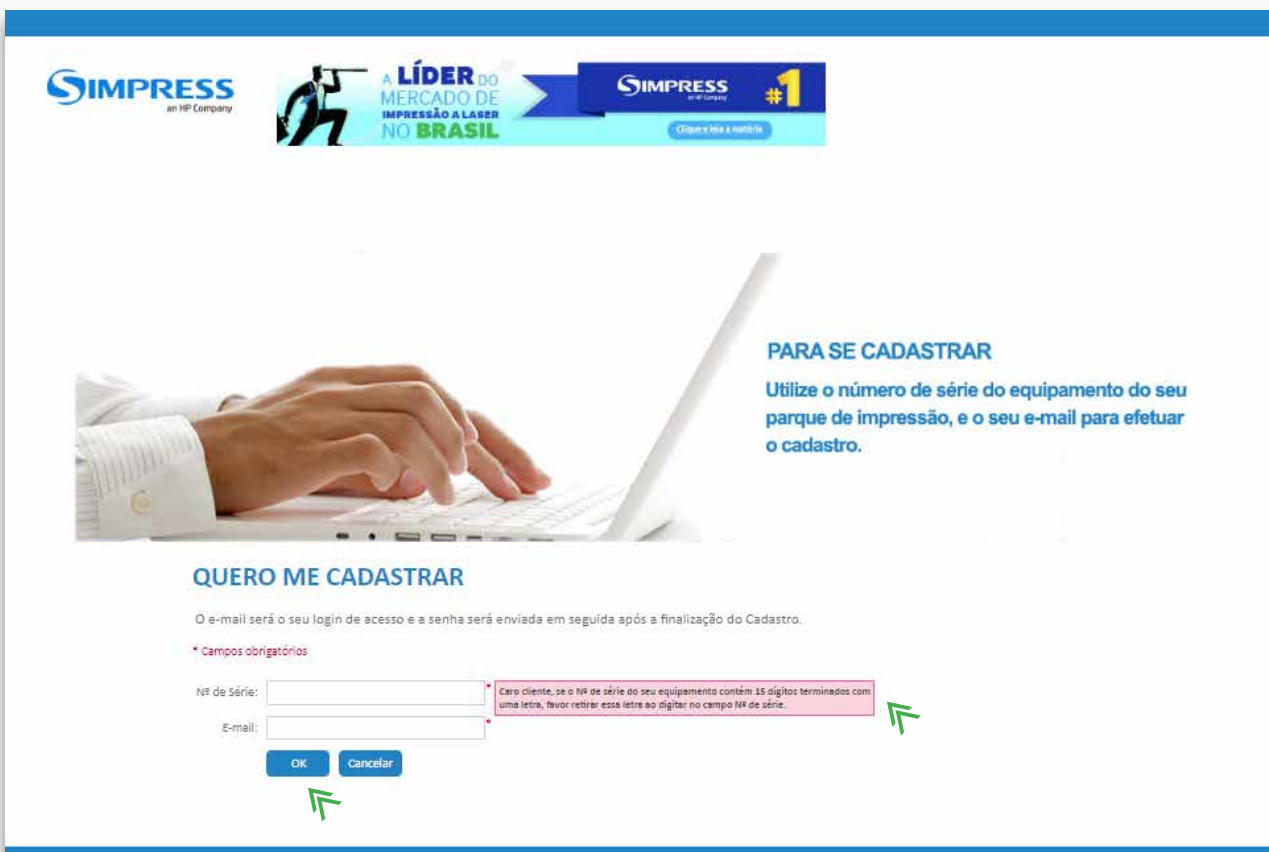 SIMPRESS
an HP Company
A LÍDER DO
MERCADO DE
IMPRESSÃO A LASER
NO BRASIL
SIMPRESS
an HP Company
#1
Clique e leia a matéria
PARA SE CADASTRAR
Utilize o número de série do equipamento do seu
parque de impressão, e o seu e-mail para efetuar
o cadastro.
QUERO ME CADASTRAR
O e-mail será o seu login de acesso e a senha será enviada em seguida após a finalização do Cadastro.
* Campos obrigatórios
Nº de Série: *
Caro cliente, se o Nº de série do seu equipamento contém 15 dígitos terminados com
uma letra, favor retirar essa letra ao digitar no campo Nº de série.
E-mail: *
OK Cancelar